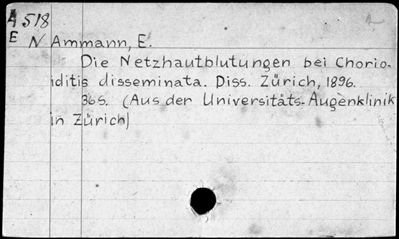 A 518
E N Ammann, E.
Die Netzhautblutungen bei Chorio-
iditis disseminata. Diss. Zürich, 1896.
36 S. (Aus der Universitäts-Augenklinik
in Zürich)